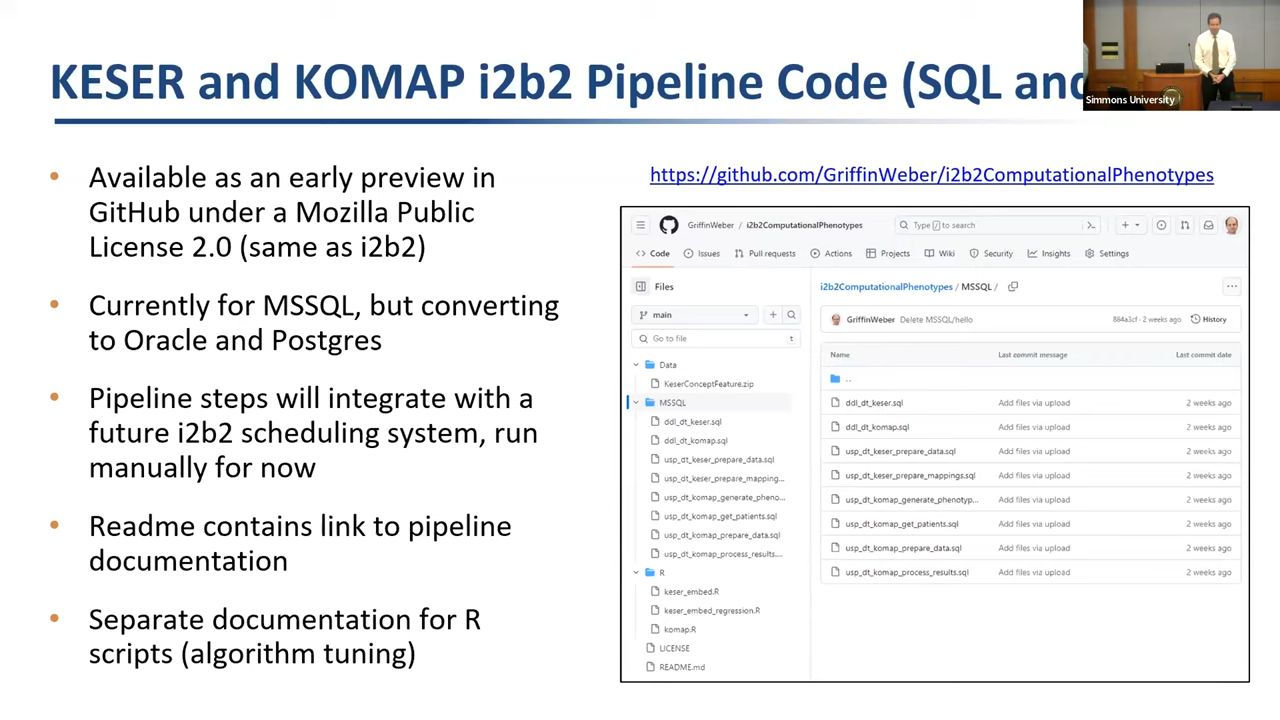 KESER and KOMAP i2b2 Pipeline Code (SQL and
Simmons University
• Available as an early preview in
GitHub under a Mozilla Public
License 2.0 (same as i2b2)
• Currently for MSSQL, but converting
to Oracle and Postgres
• Pipeline steps will integrate with a
future i2b2 scheduling system, run
manually for now
• Readme contains link to pipeline
documentation
• Separate documentation for R
scripts (algorithm tuning)
https://github.com/GriffinWeber/i2b2ComputationalPhenotypes
GriffinWeber / i2b2ComputationalPhenotypes
Type / to search
Code Issues Pull requests Actions Projects Wiki Security Insights Settings
Files
main
Go to file t
Data
KeserConceptFeature.zip
MSSQL
ddl_dt_keser.sql
ddl_dt_komap.sql
usp_dt_keser_prepare_data.sql
usp_dt_keser_prepare_mapping...
usp_dt_komap_generate_pheno...
usp_dt_komap_get_patients.sql
usp_dt_komap_prepare_data.sql
usp_dt_komap_process_results....
R
keser_embed.R
keser_embed_regression.R
komap.R
LICENSE
README.md
i2b2ComputationalPhenotypes / MSSQL /
GriffinWeber Delete MSSQL/hello 884a3cf · 2 weeks ago History
Name Last commit message Last commit date
..
ddl_dt_keser.sql Add files via upload 2 weeks ago
ddl_dt_komap.sql Add files via upload 2 weeks ago
usp_dt_keser_prepare_data.sql Add files via upload 2 weeks ago
usp_dt_keser_prepare_mappings.sql Add files via upload 2 weeks ago
usp_dt_komap_generate_phenotyp... Add files via upload 2 weeks ago
usp_dt_komap_get_patients.sql Add files via upload 2 weeks ago
usp_dt_komap_prepare_data.sql Add files via upload 2 weeks ago
usp_dt_komap_process_results.sql Add files via upload 2 weeks ago